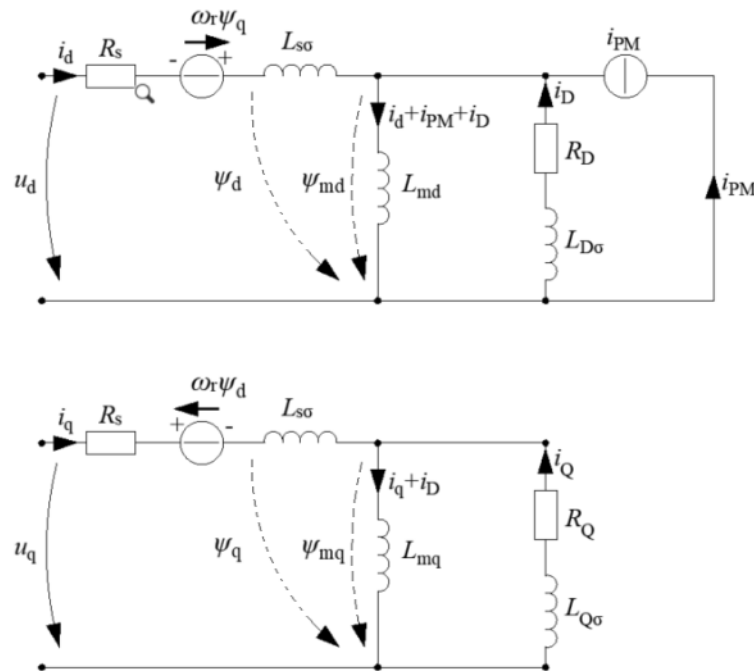 ωrψq
id
Rs
-
+
Lsσ
iPM
id+iPM+iD
iD
RD
ud
ψd
ψmd
Lmd
iPM
LDσ
ωrψd
iq
Rs
+
-
Lsσ
iq+iD
iQ
RQ
uq
ψq
ψmq
Lmq
LQσ